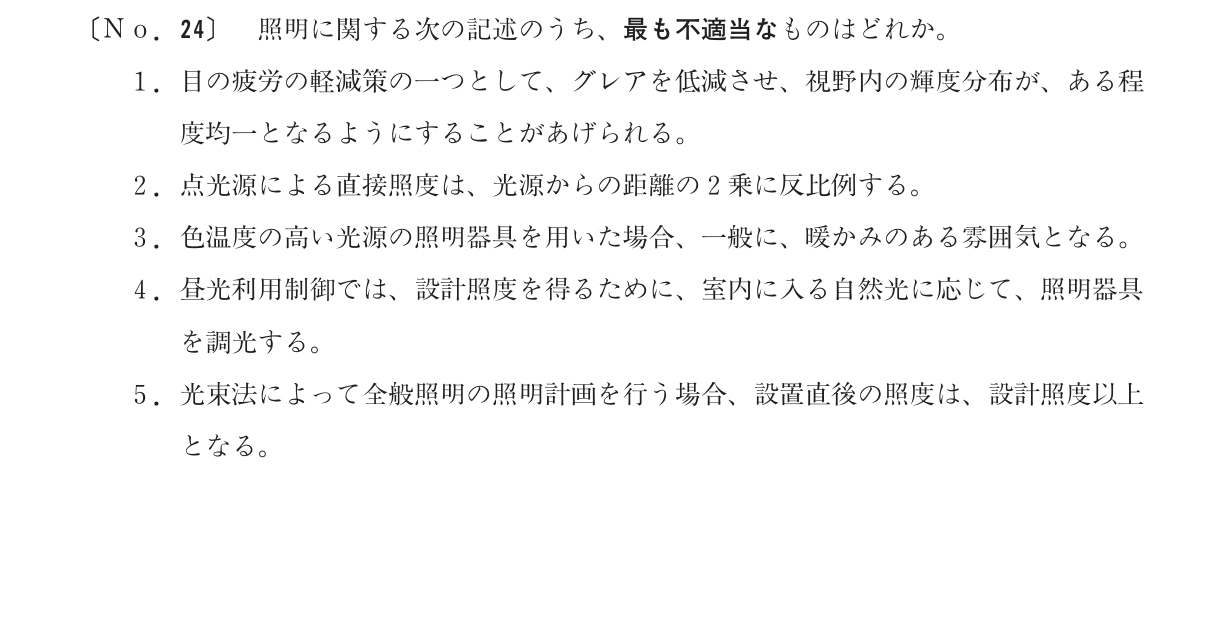 〔Ｎｏ．24〕　照明に関する次の記述のうち、最も不適当なものはどれか。
１．目の疲労の軽減策の一つとして、グレアを低減させ、視野内の輝度分布が、ある程
度均一となるようにすることがあげられる。
２．点光源による直接照度は、光源からの距離の２乗に反比例する。
３．色温度の高い光源の照明器具を用いた場合、一般に、暖かみのある雰囲気となる。
４．昼光利用制御では、設計照度を得るために、室内に入る自然光に応じて、照明器具
を調光する。
５．光束法によって全般照明の照明計画を行う場合、設置直後の照度は、設計照度以上
となる。